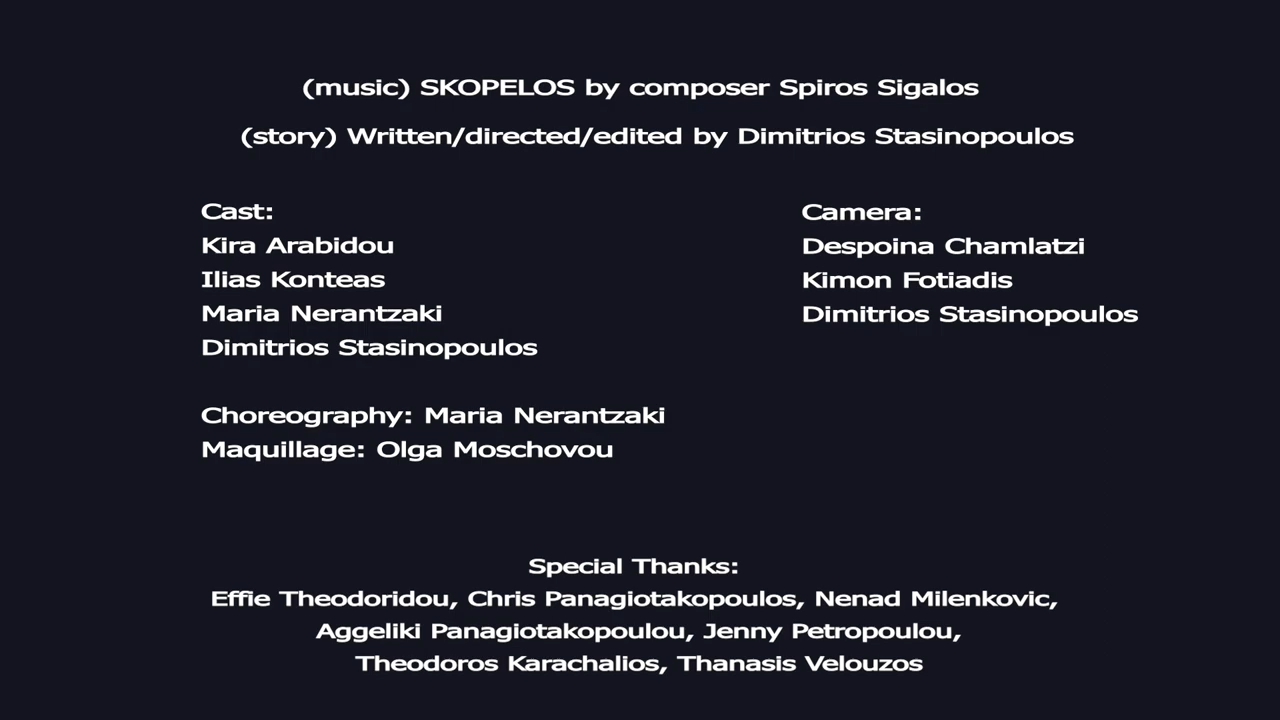 (music) SKOPELOS by composer Spiros Sigalos
(story) Written/directed/edited by Dimitrios Stasinopoulos
Cast:
Kira Arabidou
Ilias Konteas
Maria Nerantzaki
Dimitrios Stasinopoulos
Camera:
Despoina Chamlatzi
Kimon Fotiadis
Dimitrios Stasinopoulos
Choreography: Maria Nerantzaki
Maquillage: Olga Moschovou
Special Thanks:
Effie Theodoridou, Chris Panagiotakopoulos, Nenad Milenkovic,
Aggeliki Panagiotakopoulou, Jenny Petropoulou,
Theodoros Karachalios, Thanasis Velouzos